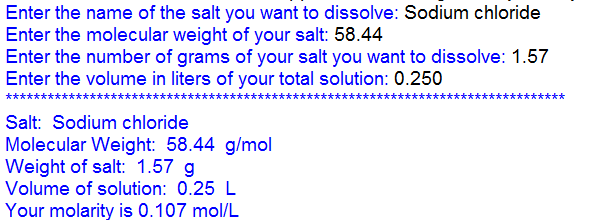 Enter the name of the salt you want to dissolve: Sodium chloride
Enter the molecular weight of your salt: 58.44
Enter the number of grams of your salt you want to dissolve: 1.57
Enter the volume in liters of your total solution: 0.250
********************************************************************************
Salt:  Sodium chloride
Molecular Weight:  58.44  g/mol
Weight of salt:  1.57  g
Volume of solution:  0.25  L
Your molarity is 0.107 mol/L